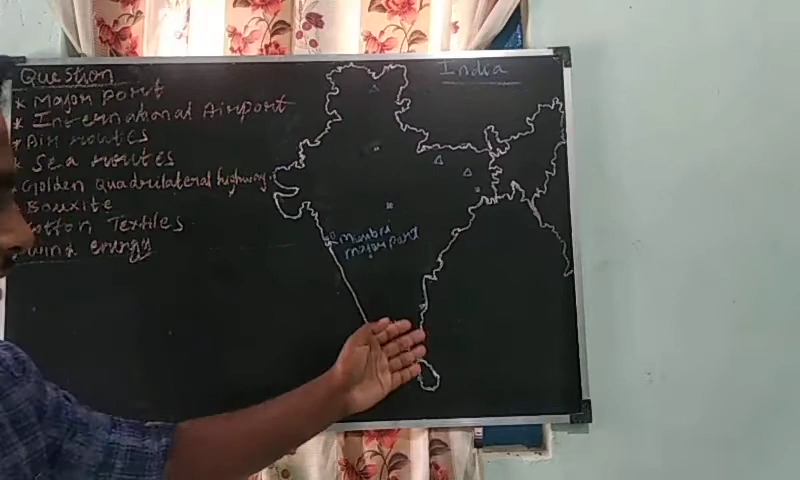 Question
* Major Port
* International Airport
* Air routes
* Sea routes
Golden Quadrilateral highway.
Bauxite
otton Textiles
wind energy
India
Mumbai
Major Port